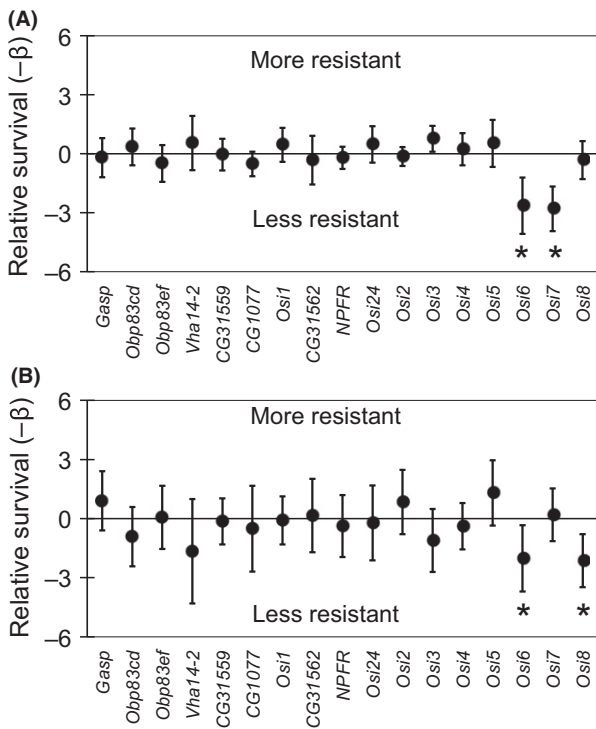 (A)
Relative survival (−β)
6
3
0
−3
−6
More resistant
Less resistant
* *
Gasp
Obp83cd
Obp83ef
Vha14-2
CG31559
CG1077
Osi1
CG31562
NPFR
Osi24
Osi2
Osi3
Osi4
Osi5
Osi6
Osi7
Osi8
(B)
Relative survival (−β)
6
3
0
−3
−6
More resistant
Less resistant
* *
Gasp
Obp83cd
Obp83ef
Vha14-2
CG31559
CG1077
Osi1
CG31562
NPFR
Osi24
Osi2
Osi3
Osi4
Osi5
Osi6
Osi7
Osi8